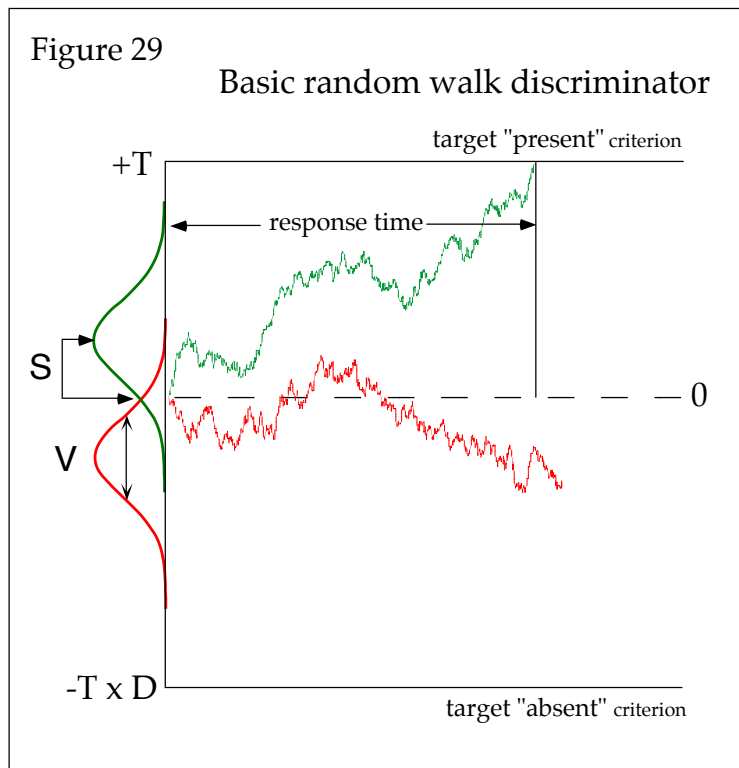 Figure 29
Basic random walk discriminator
target "present" criterion
+T
response time
S
0
V
-T x D
target "absent" criterion